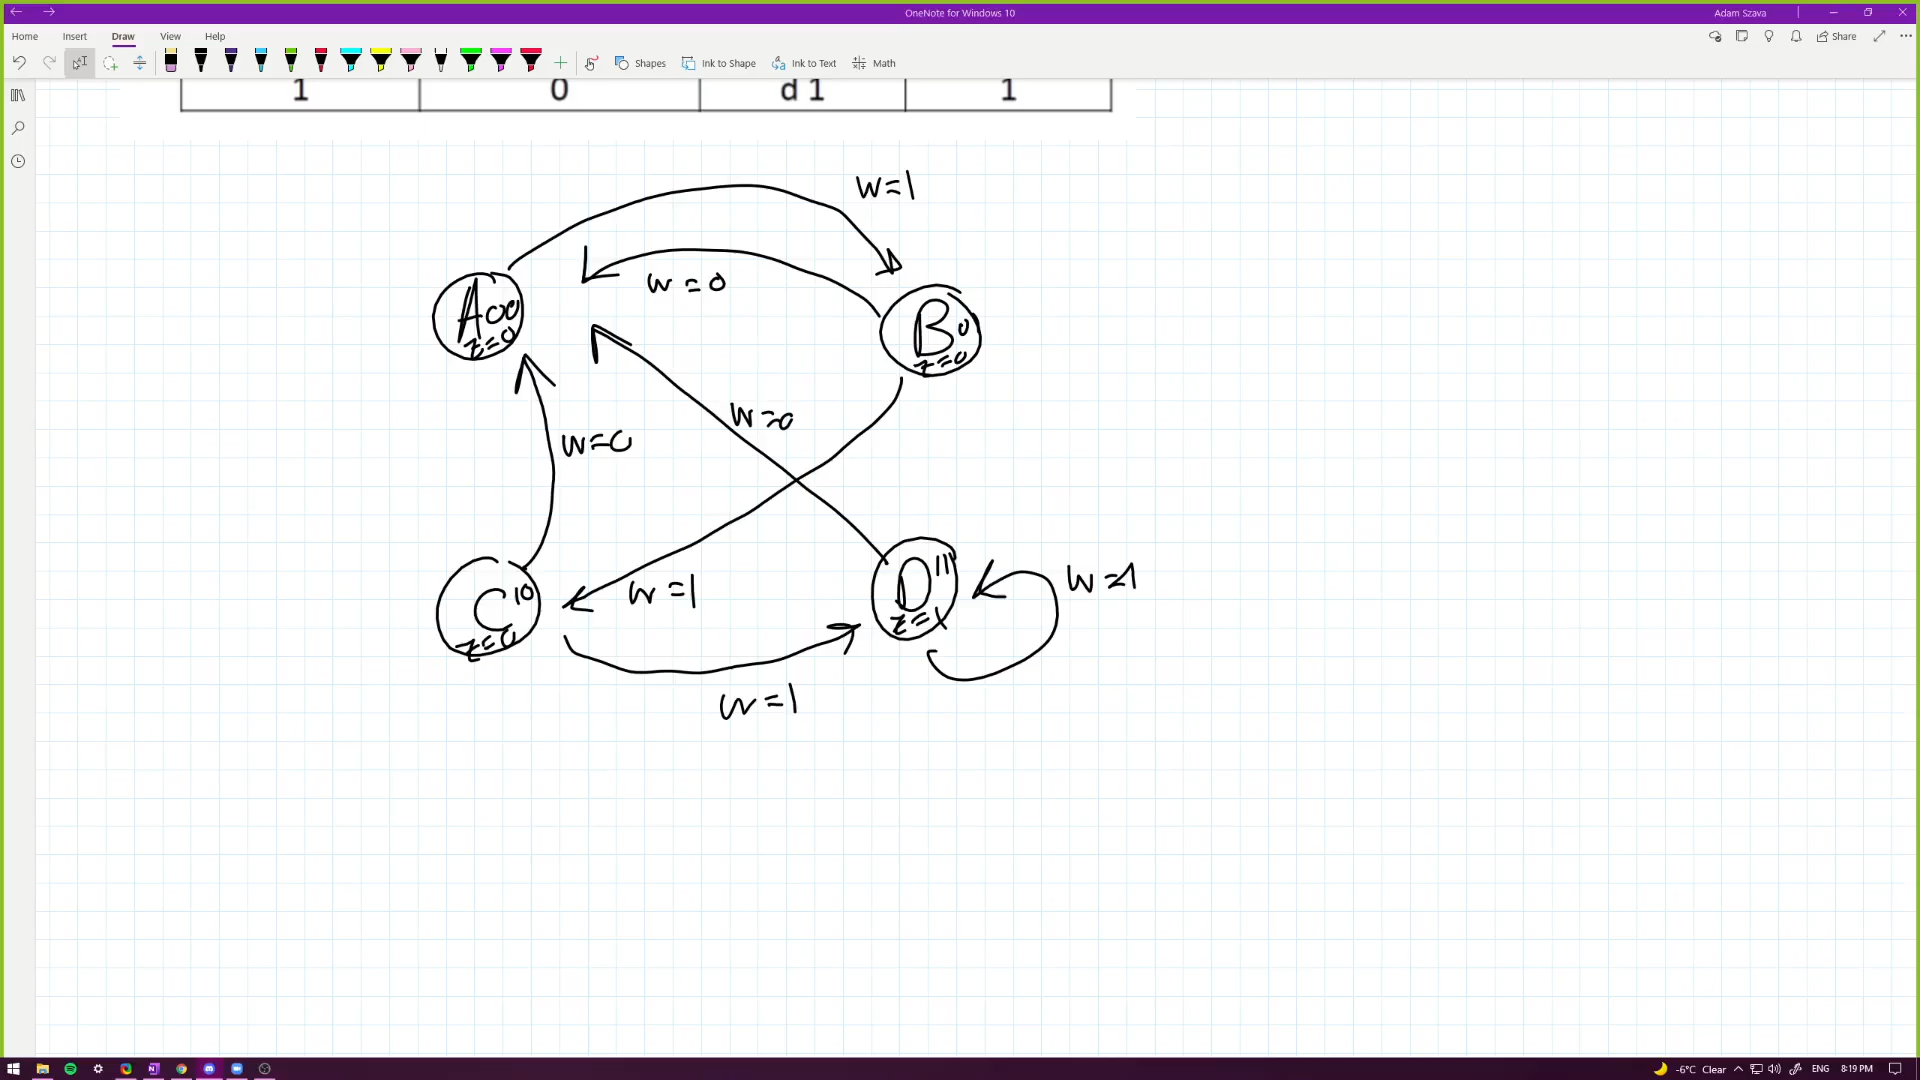 OneNote for Windows 10
Adam Szava
Home Insert Draw View Help
Share
Shapes Ink to Shape Ink to Text Math
1 0 d 1 1
w=1
w=0
A00
z=0
B0
z=0
w=0
w=0
w=1
w=1
C10
z=0
D11
z=1
w=1
-6°C Clear ENG 8:19 PM